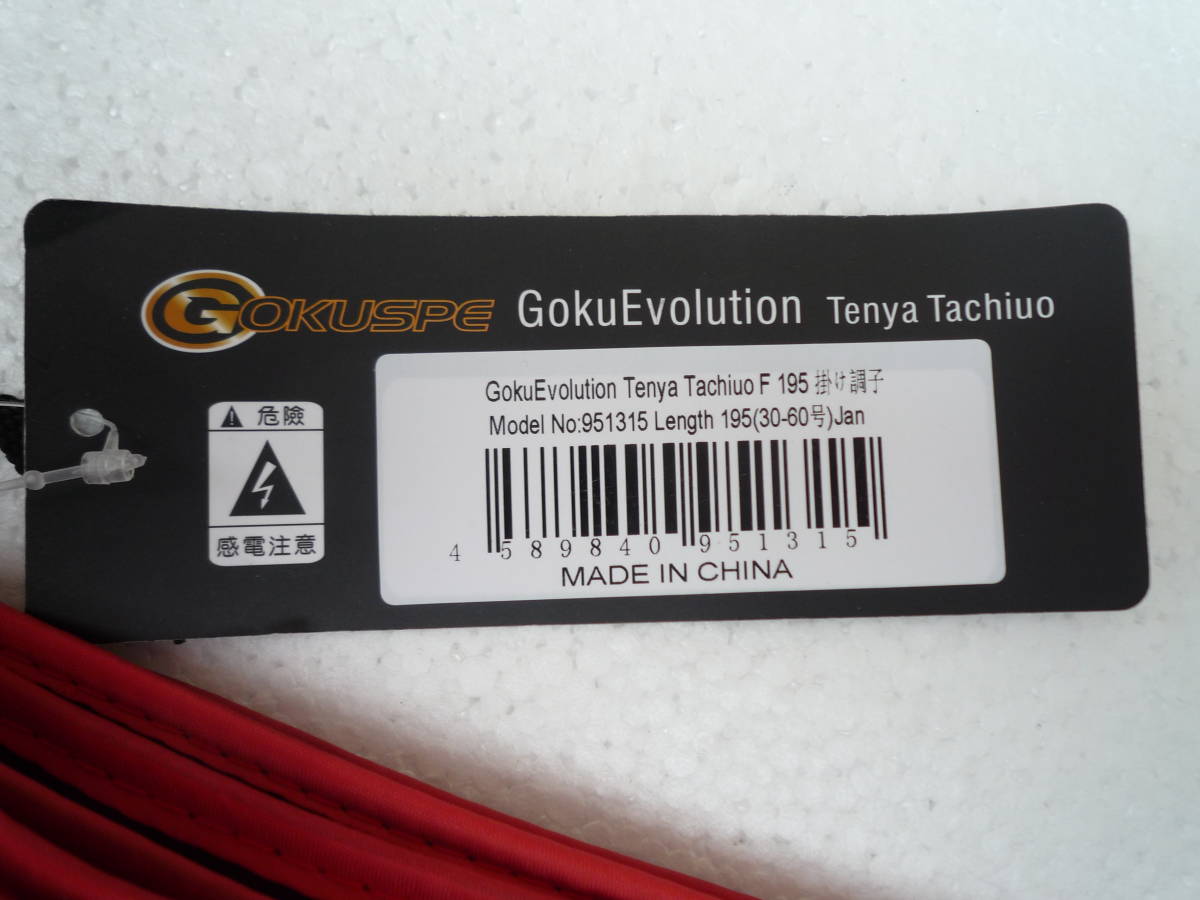 GOKUSPE GokuEvolution Tenya Tachiuo
GokuEvolution Tenya Tachiuo F 195 掛け調子
Model No:951315 Length 195(30-60号)Jan
4 589840 951315
MADE IN CHINA
危險
感電注意